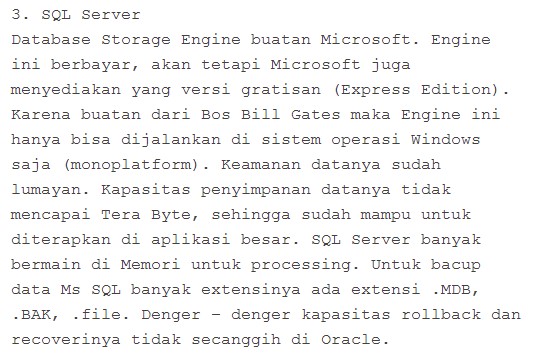 3. SQL Server
Database Storage Engine buatan Microsoft. Engine
ini berbayar, akan tetapi Microsoft juga
menyediakan yang versi gratisan (Express Edition).
Karena buatan dari Bos Bill Gates maka Engine ini
hanya bisa dijalankan di sistem operasi Windows
saja (monoplatform). Keamanan datanya sudah
lumayan. Kapasitas penyimpanan datanya tidak
mencapai Tera Byte, sehingga sudah mampu untuk
diterapkan di aplikasi besar. SQL Server banyak
bermain di Memori untuk processing. Untuk bacup
data Ms SQL banyak extensinya ada extensi .MDB,
.BAK, .file. Denger – denger kapasitas rollback dan
recoverinya tidak secanggih di Oracle.